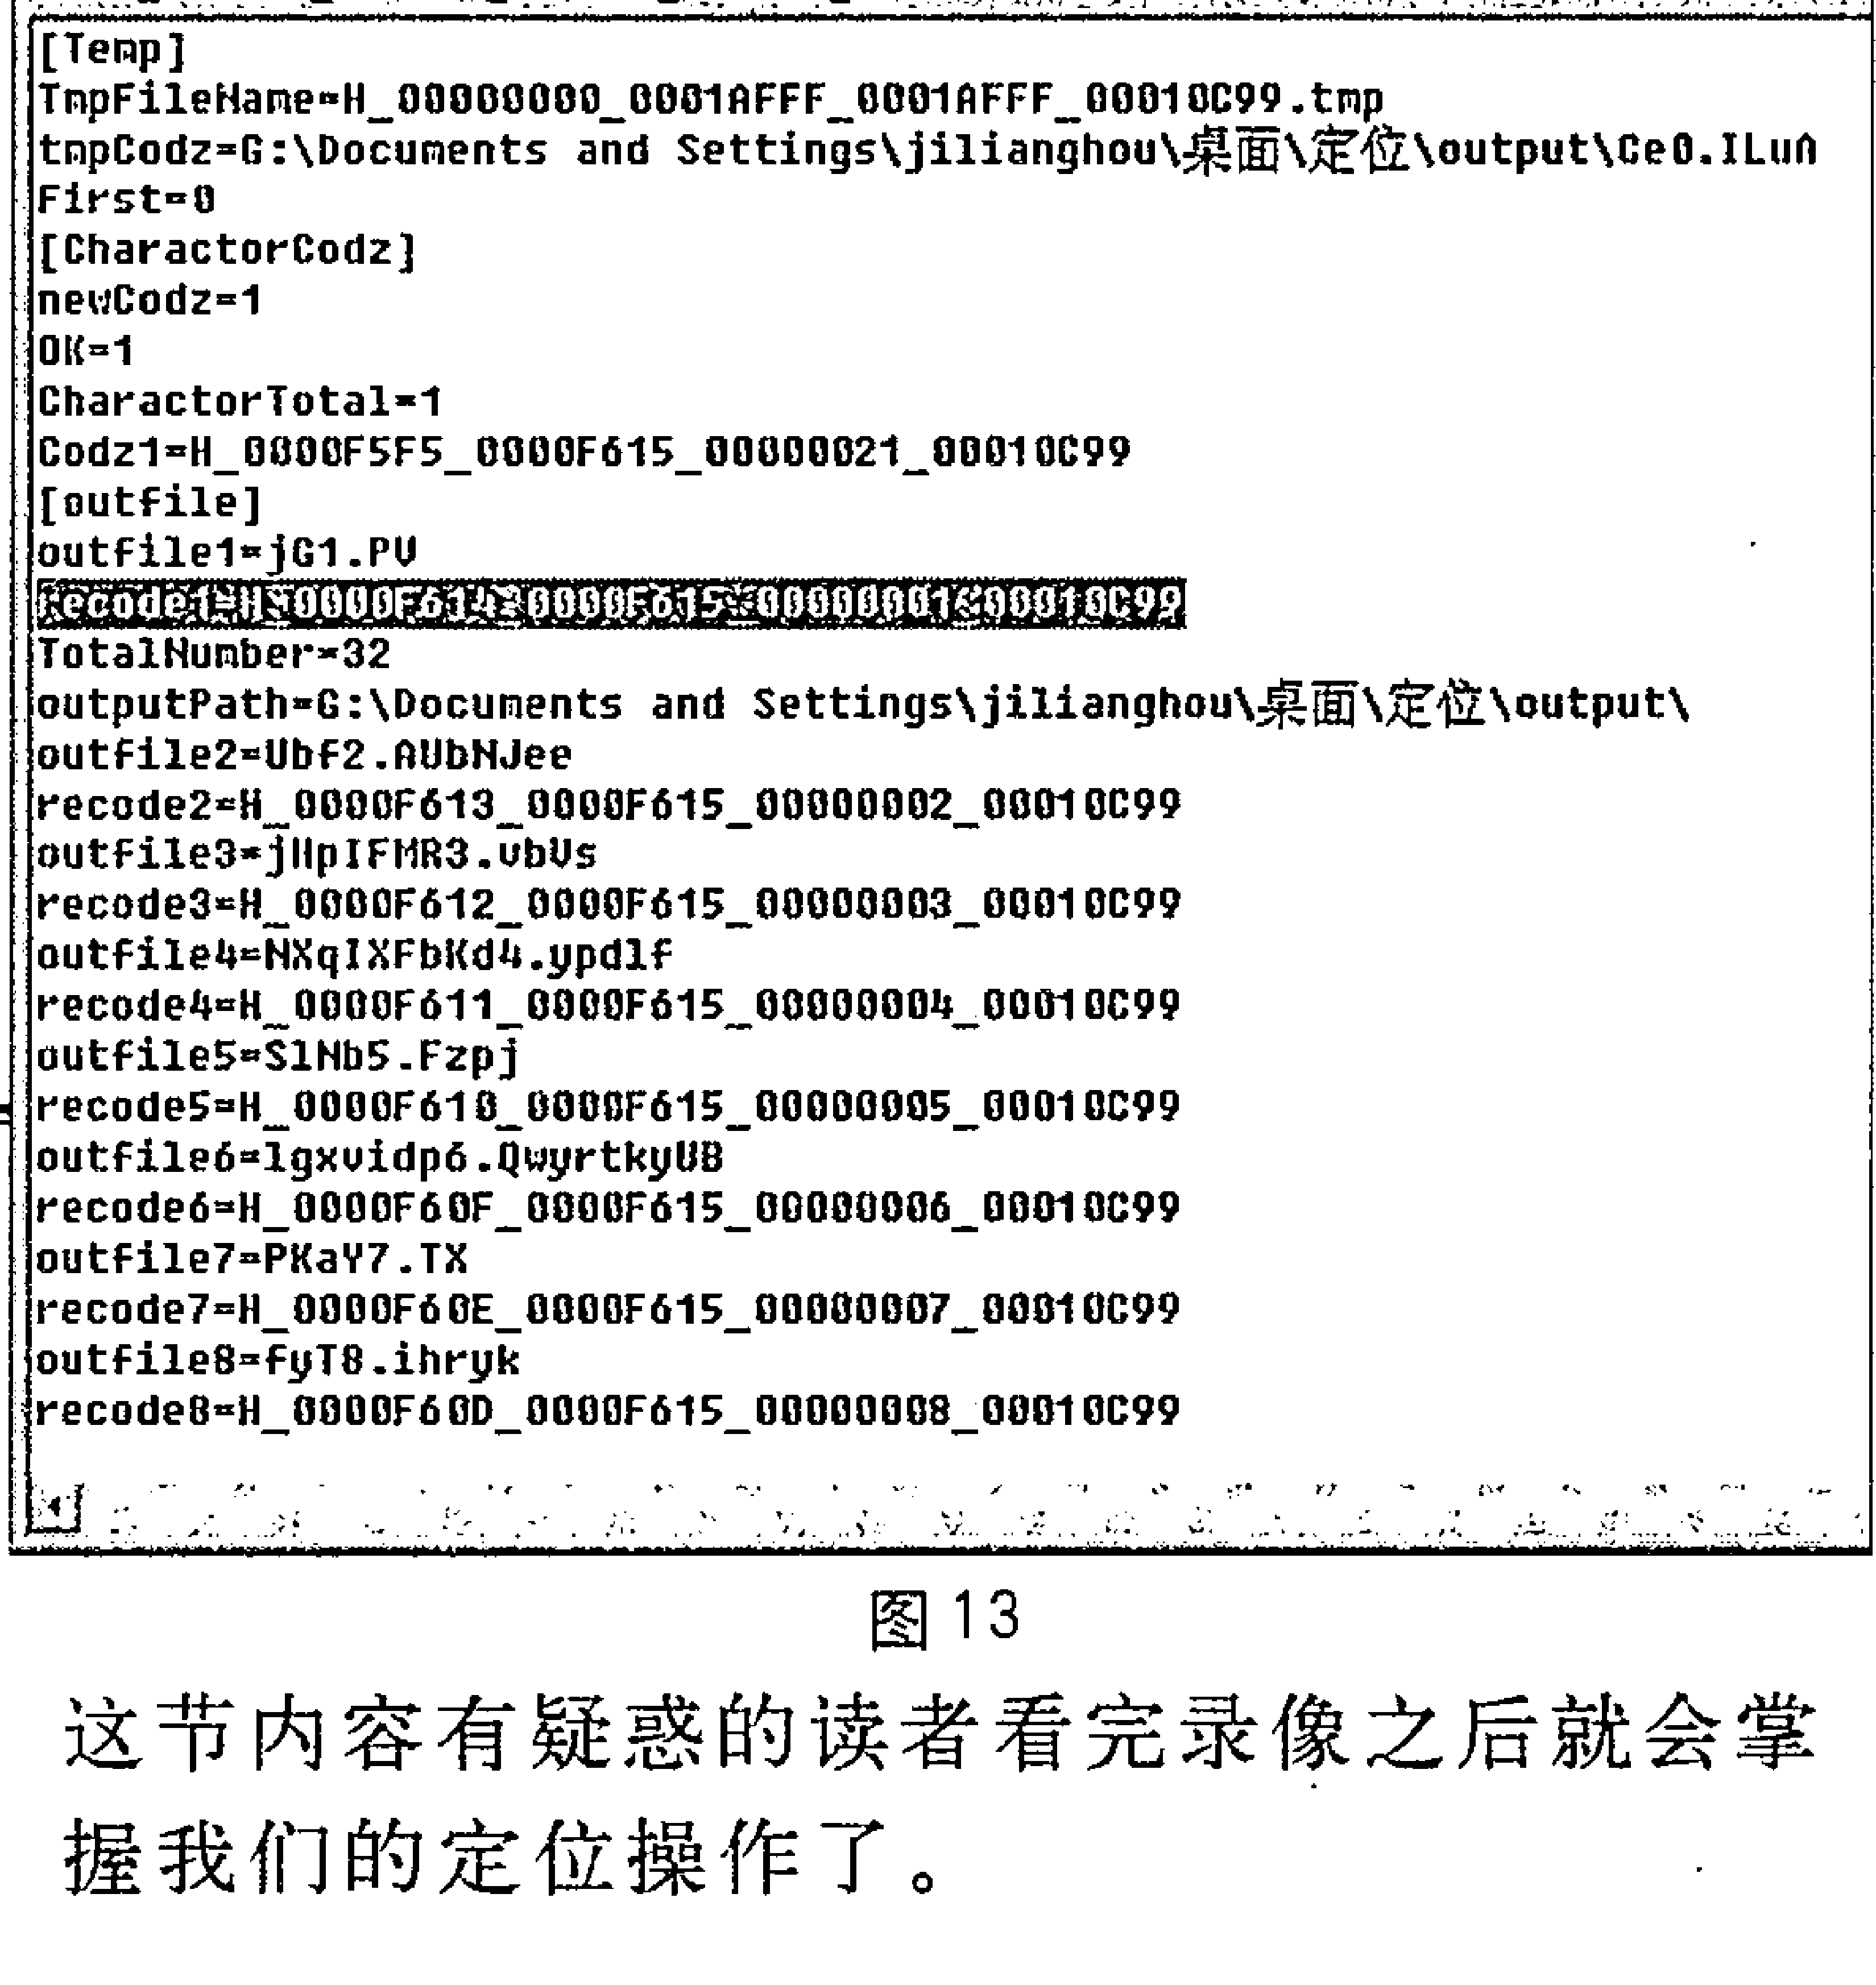 [Temp]
TmpFileName=H_00000000_0001AFFF_0001AFFF_00010C99.tmp
tmpCodz=G:\Documents and Settings\jilianghou\桌面\定位\output\Ce0.ILuA
First=0
[CharactorCodz]
newCodz=1
OK=1
CharactorTotal=1
Codz1=H_0000F5F5_0000F615_00000021_00010C99
[outfile]
outfile1=jG1.PV
recode1=H_0000F614_0000F615_00000001_00010C99
TotalNumber=32
outputPath=G:\Documents and Settings\jilianghou\桌面\定位\output\
outfile2=Ubf2.AUbNJee
recode2=H_0000F613_0000F615_00000002_00010C99
outfile3=jHpIFMR3.vbVs
recode3=H_0000F612_0000F615_00000003_00010C99
outfile4=NXqIXFbKd4.ypdlf
recode4=H_0000F611_0000F615_00000004_00010C99
outfile5=SlNb5.Fzpj
recode5=H_0000F610_0000F615_00000005_00010C99
outfile6=lgxvidp6.QwyrtkyUB
recode6=H_0000F60F_0000F615_00000006_00010C99
outfile7=PKaY7.TX
recode7=H_0000F60E_0000F615_00000007_00010C99
outfile8=fyT8.ihryk
recode8=H_0000F60D_0000F615_00000008_00010C99
图 13
这节内容有疑惑的读者看完录像之后就会掌
握我们的定位操作了。